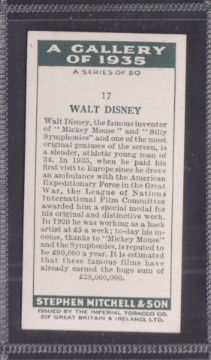 A GALLERY
OF 1935
A SERIES OF 50
17
WALT DISNEY
Walt Disney, the famous inventor
of "Mickey Mouse" and "Silly
Symphonies" and one of the most
original geniuses of the screen, is
a slender, athletic young man of
34. In 1935, when he paid his
first visit to Europe since he drove
an ambulance with the American
Expeditionary Force in the Great
War, the League of Nations
International Film Committee
awarded him a special medal for
his original and distinctive work.
In 1920 he was working as a hack
artist at £5 a week; to-day his in-
come, thanks to "Mickey Mouse"
and the Symphonies, is reputed to
be £80,000 a year. It is estimated
that these famous films have
already earned the huge sum of
£28,000,000.
STEPHEN MITCHELL & SON
ISSUED BY THE IMPERIAL TOBACCO CO.
(OF GREAT BRITAIN & IRELAND), LTD.